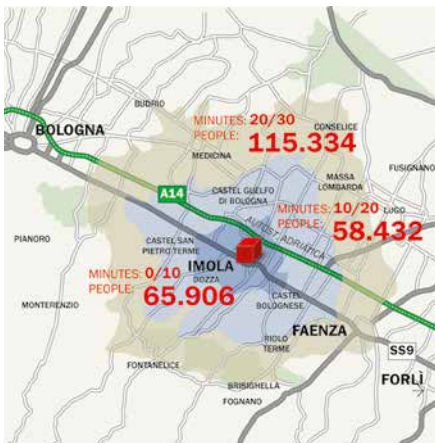 MINUTES: 20/30
PEOPLE: 115.334
BUDRIO
BOLOGNA
CONSELICE
MEDICINA
FUSIGNANO
MASSA
LOMBARDA
A14
CASTEL GUELFO
DI BOLOGNA
MINUTES: 10/20
LUGO
PEOPLE: 58.432
AUTOST. ADRIATICA
PIANORO
CASTEL SAN
PIETRO TERME
IMOLA
MINUTES: 0/10
DOZZA
PEOPLE: 65.906
MONTERENZIO
CASTEL
BOLOGNESE
FAENZA
RIOLO
TERME
SS9
FONTANELICE
FORLÌ
BRISIGHELLA
FOGNANO